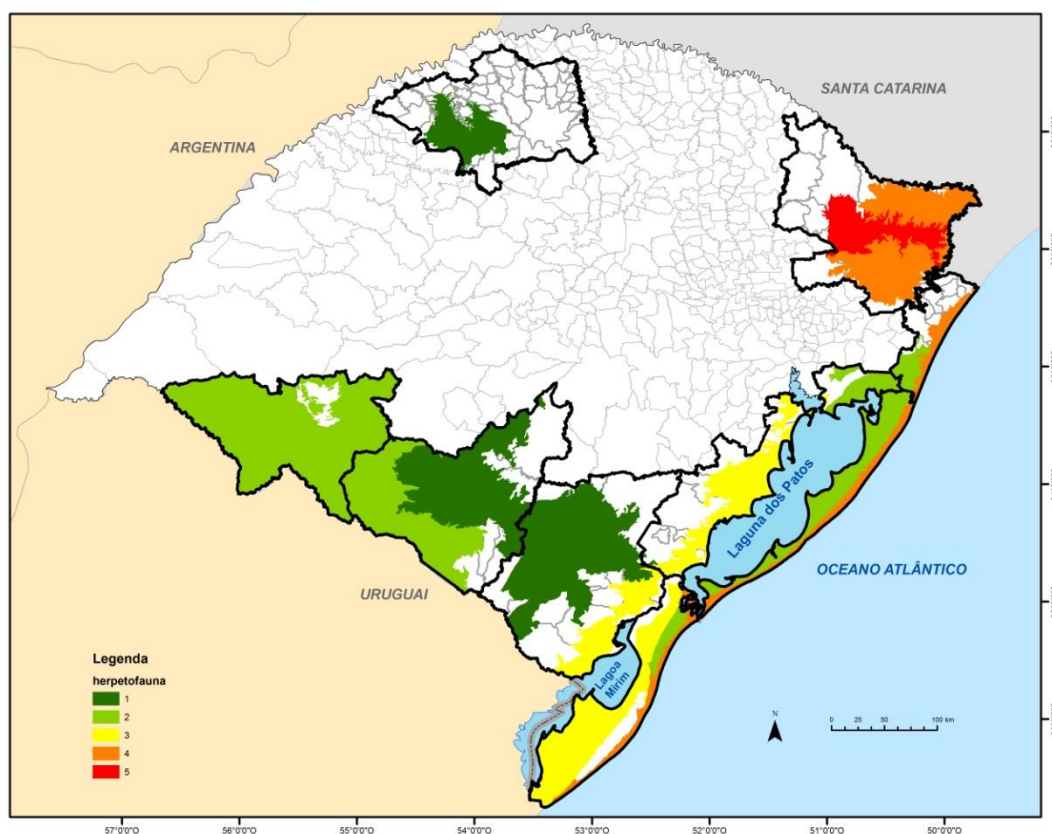 SANTA CATARINA
ARGENTINA
Laguna dos Patos
OCEANO ATLÂNTICO
URUGUAI
Lagoa
Mirim
Legenda
herpetofauna
1
2
3
4
5
N
0 25 50 100 km
57°0'0"O 56°0'0"O 55°0'0"O 54°0'0"O 53°0'0"O 52°0'0"O 51°0'0"O 50°0'0"O